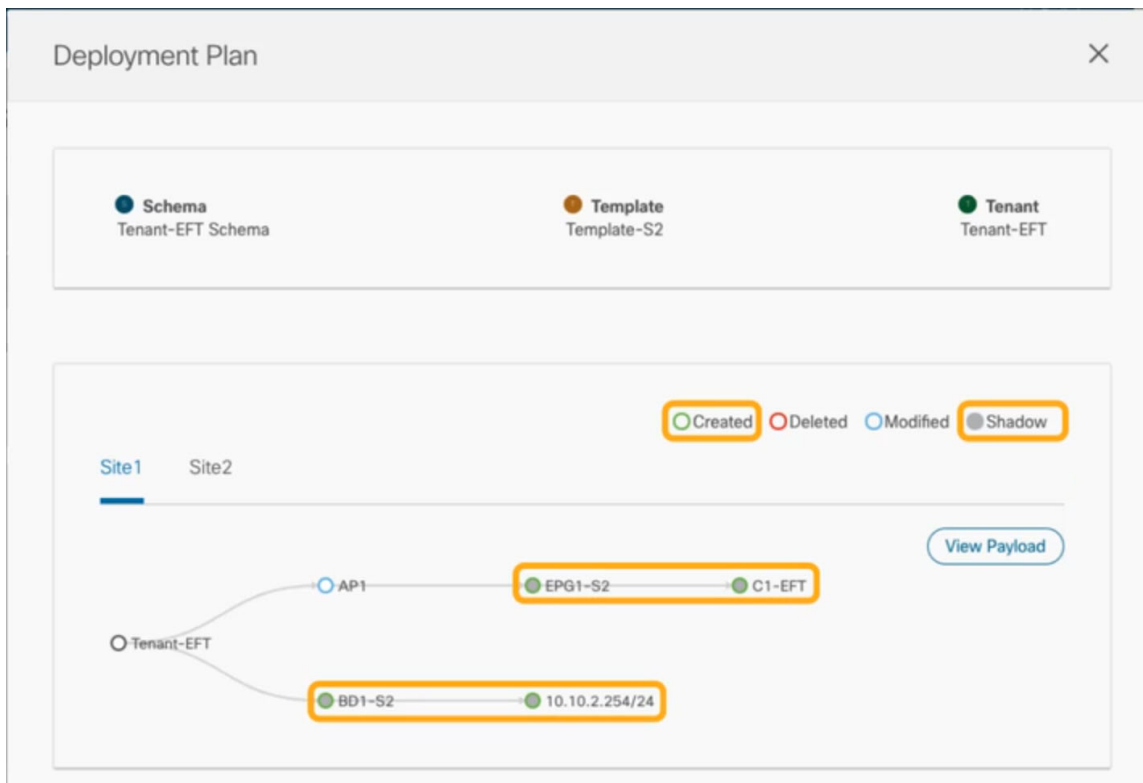 Deployment Plan
Schema
Tenant-EFT Schema
Template
Template-S2
Tenant
Tenant-EFT
Created Deleted Modified Shadow
Site1 Site2
View Payload
AP1 EPG1-S2 C1-EFT
Tenant-EFT
BD1-S2 10.10.2.254/24